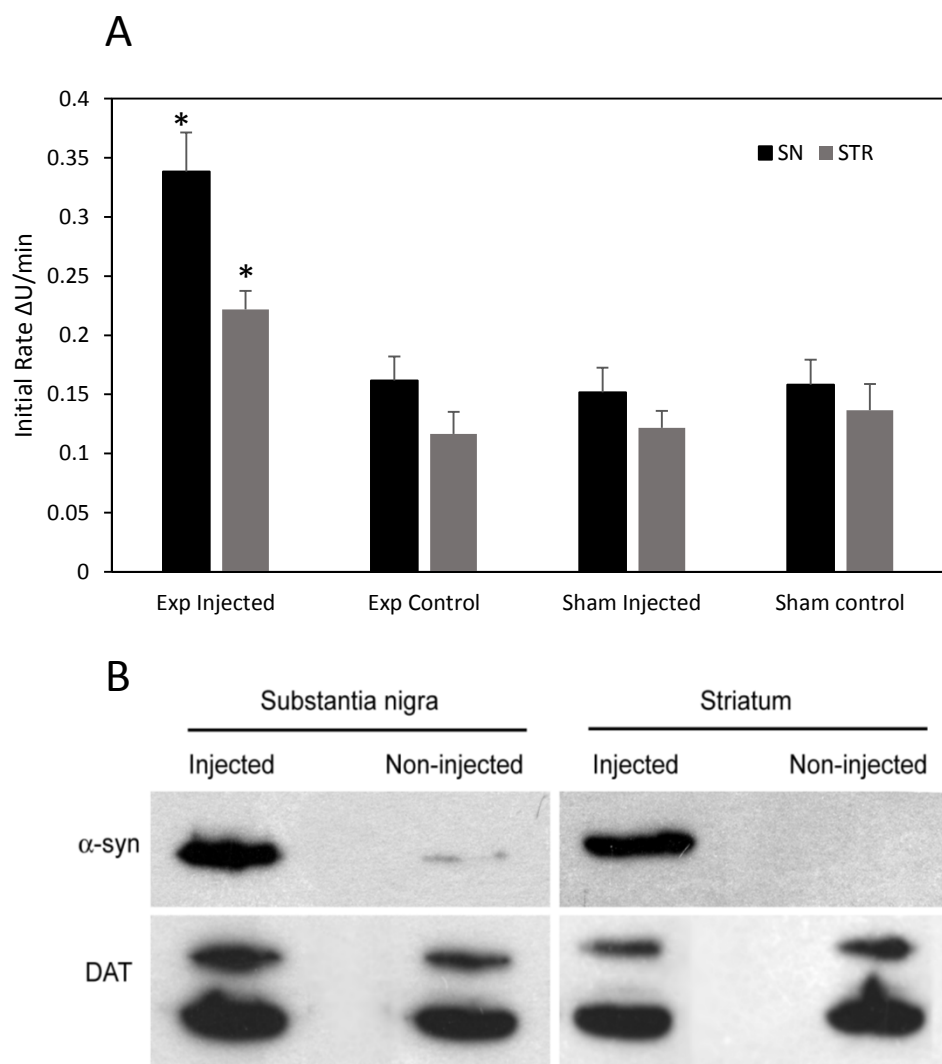 A
0.4
0.35
0.3
0.25
0.2
0.15
0.1
0.05
0
Initial Rate ΔU/min
* *
SN STR
Exp Injected Exp Control Sham Injected Sham control
B
Substantia nigra Striatum
Injected Non-injected Injected Non-injected
α-syn
DAT